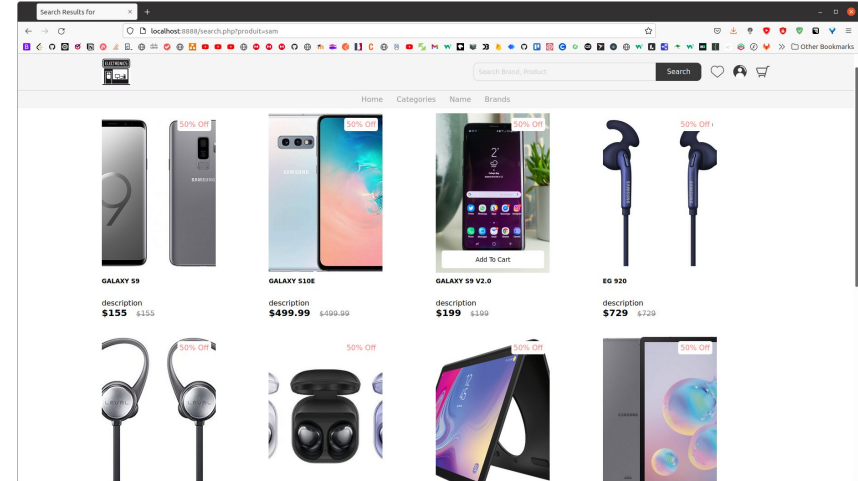 Search Results for
localhost:8888/search.php?produit=sam
Other Bookmarks
ELECTRONICS
Search Brand, Product
Search
Home Categories Name Brands
50% Off
50% Off
50% Off
50% Off
SAMSUNG
SAMSUNG
SAMSUNG
SAMSUNG
Add To Cart
GALAXY S9
GALAXY S10E
GALAXY S9 V2.0
EG 920
description
description
description
description
$155 $155
$499.99 $499.99
$199 $199
$729 $729
50% Off
50% Off
50% Off
50% Off
LEVEL
LEVEL
SAMSUNG